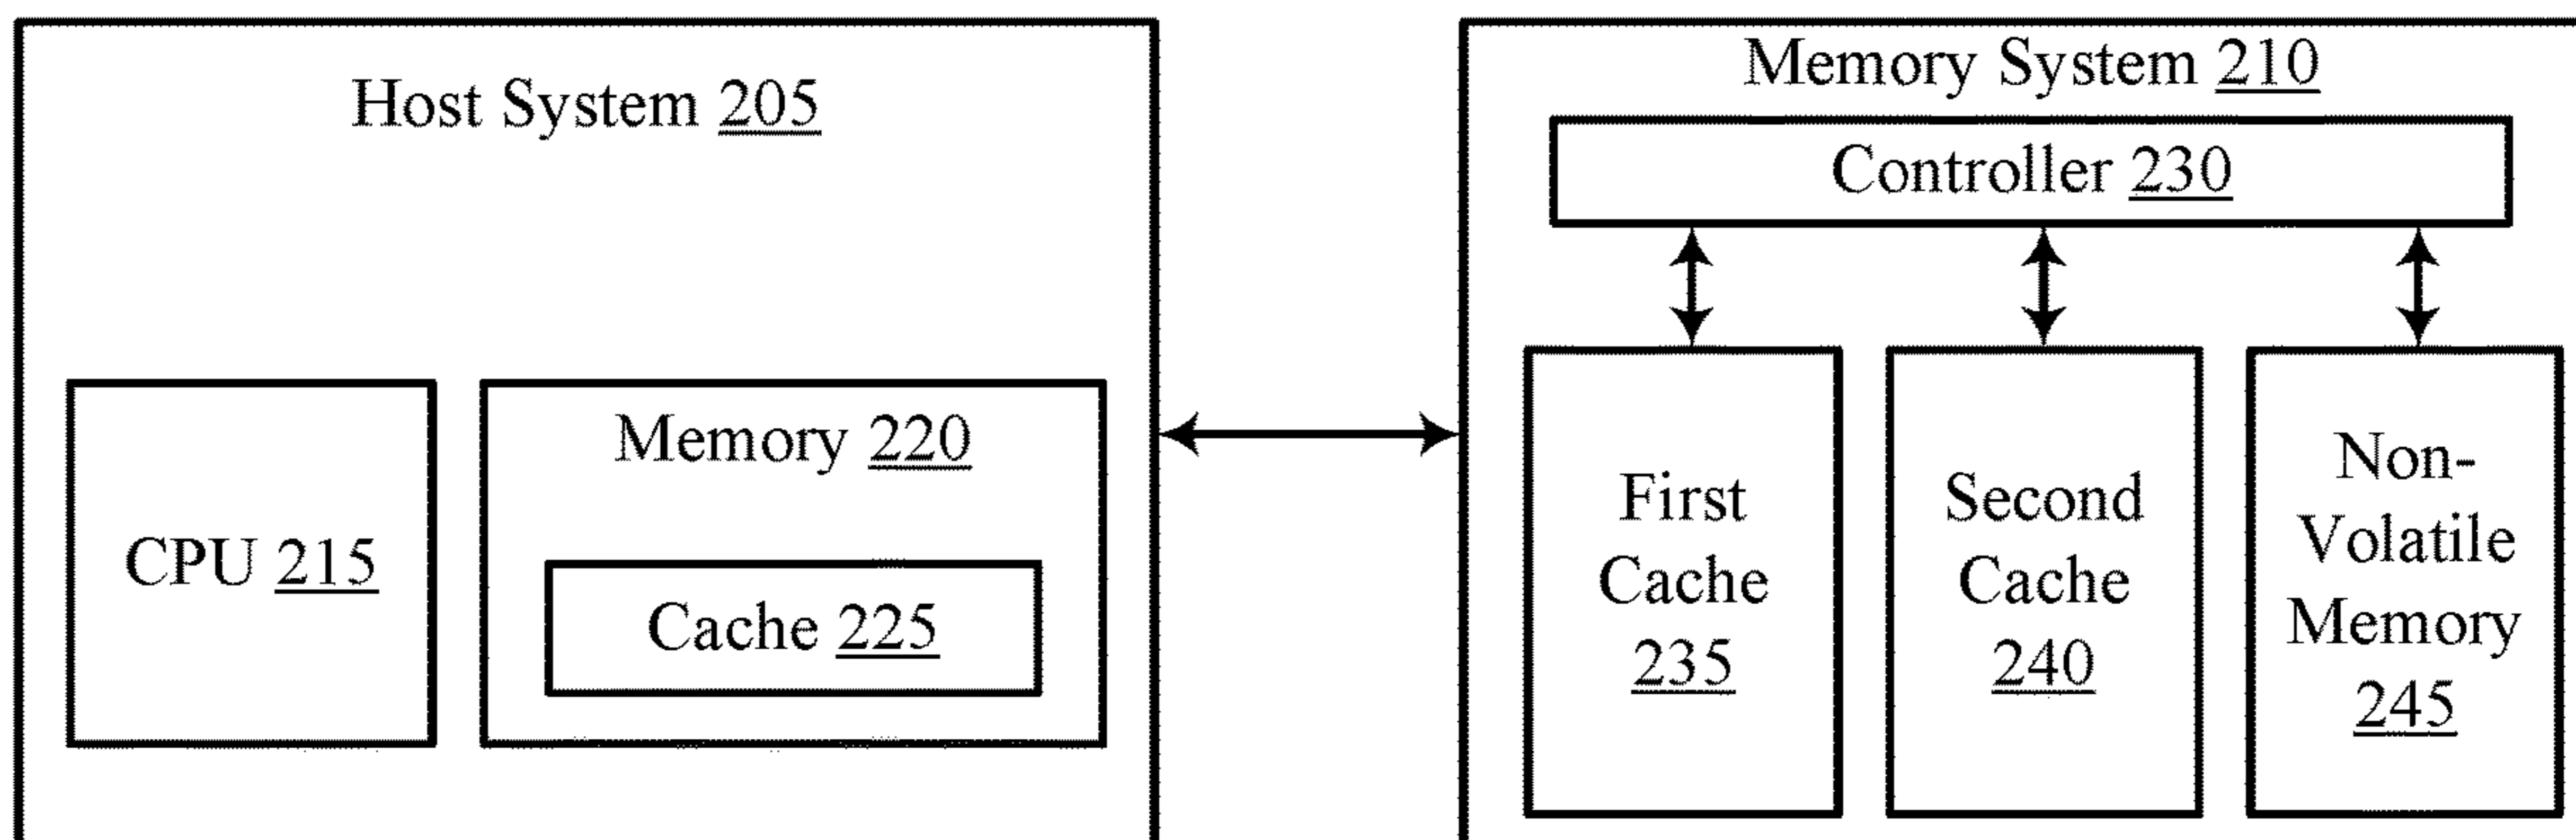 Host System 205
CPU 215
Memory 220
Cache 225
Memory System 210
Controller 230
First
Cache
235
Second
Cache
240
Non-
Volatile
Memory
245